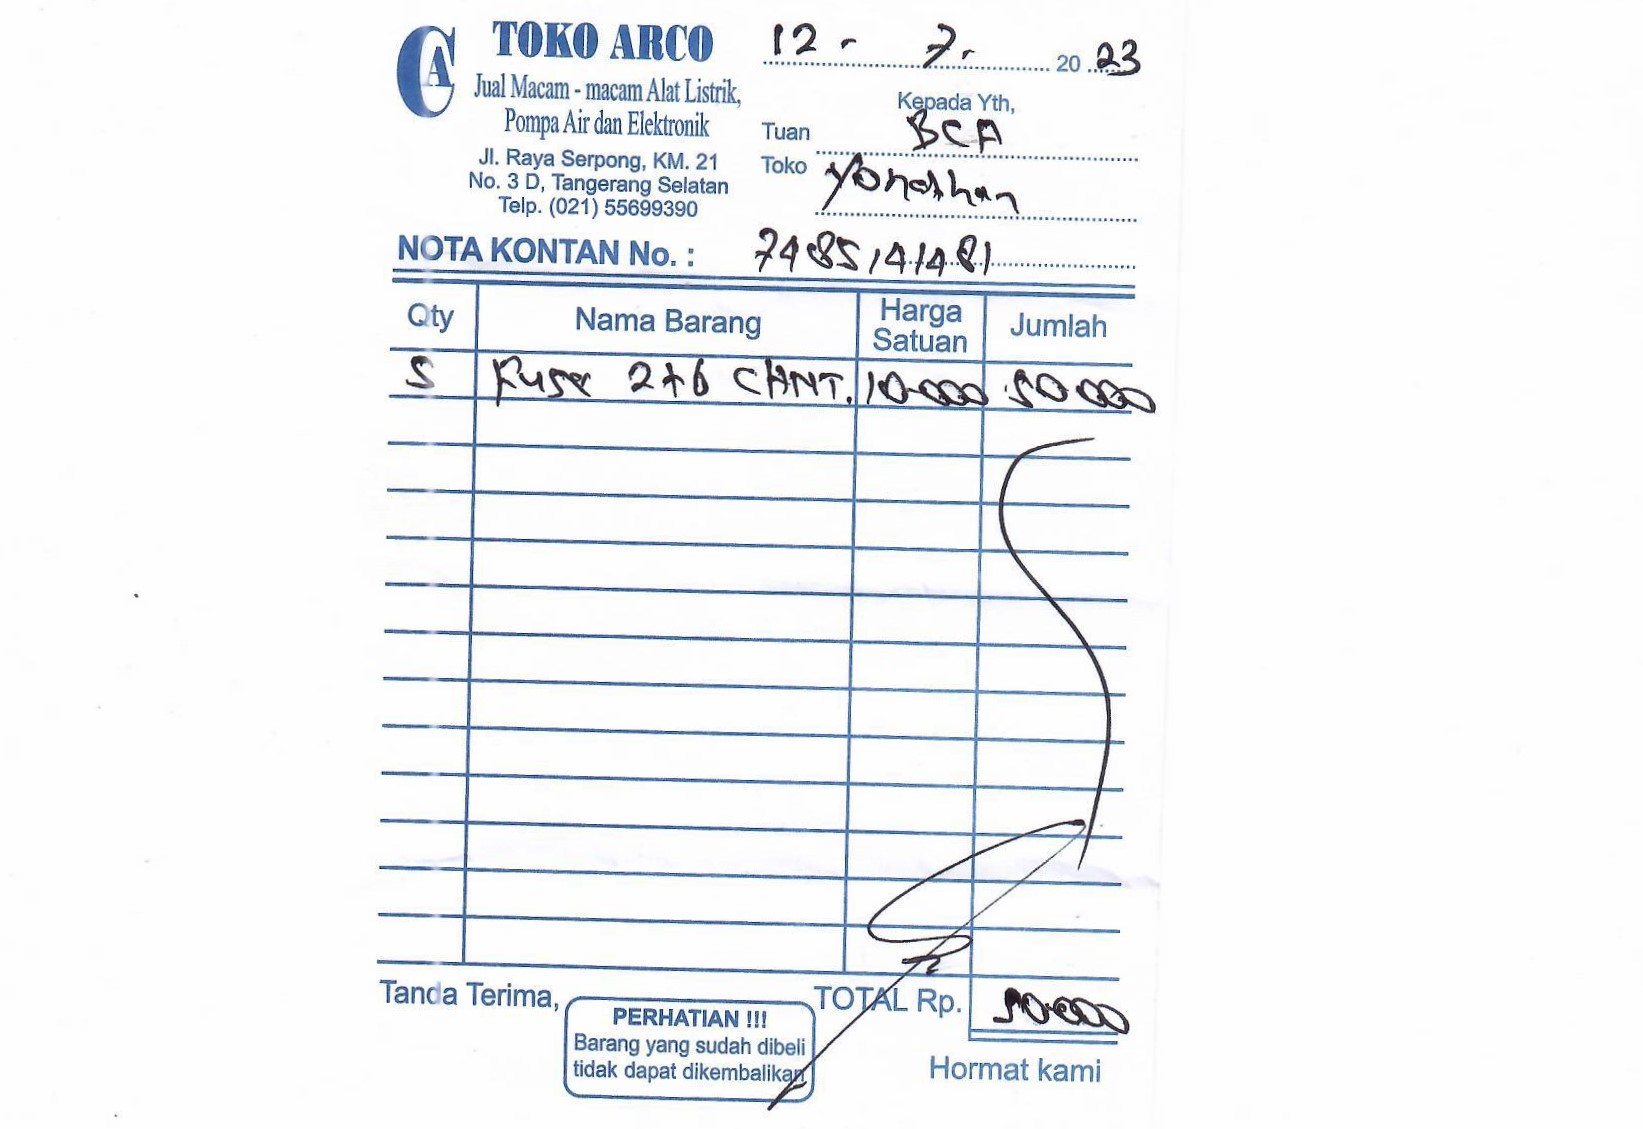 CA
TOKO ARCO
Jual Macam - macam Alat Listrik,
Pompa Air dan Elektronik
Jl. Raya Serpong, KM. 21
No. 3 D, Tangerang Selatan
Telp. (021) 55699390
12 - 7. 20 23
Kepada Yth,
Tuan BCA
Toko Yonathan
NOTA KONTAN No. : 7485141481
Qty Nama Barang Harga Satuan Jumlah
5 Fuse 2+6 CHNT. 10.000 50.000
Tanda Terima, TOTAL Rp. 50.000
PERHATIAN !!!
Barang yang sudah dibeli
tidak dapat dikembalikan
Hormat kami